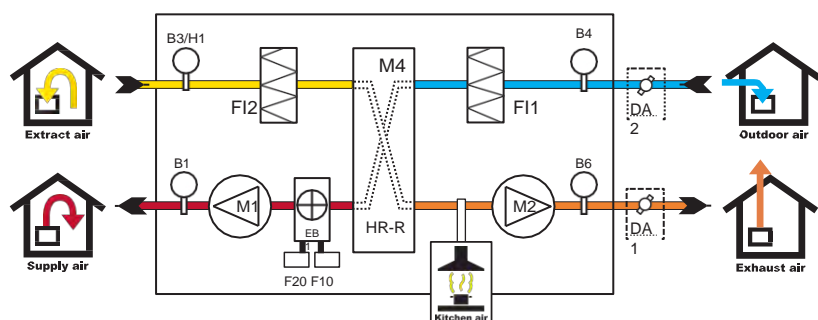 B3/H1
M4
B4
FI2
FI1
DA
2
Extract air
Outdoor air
B1
B6
M1
M2
EB
1
HR-R
DA
1
F20 F10
Supply air
Exhaust air
Kitchen air